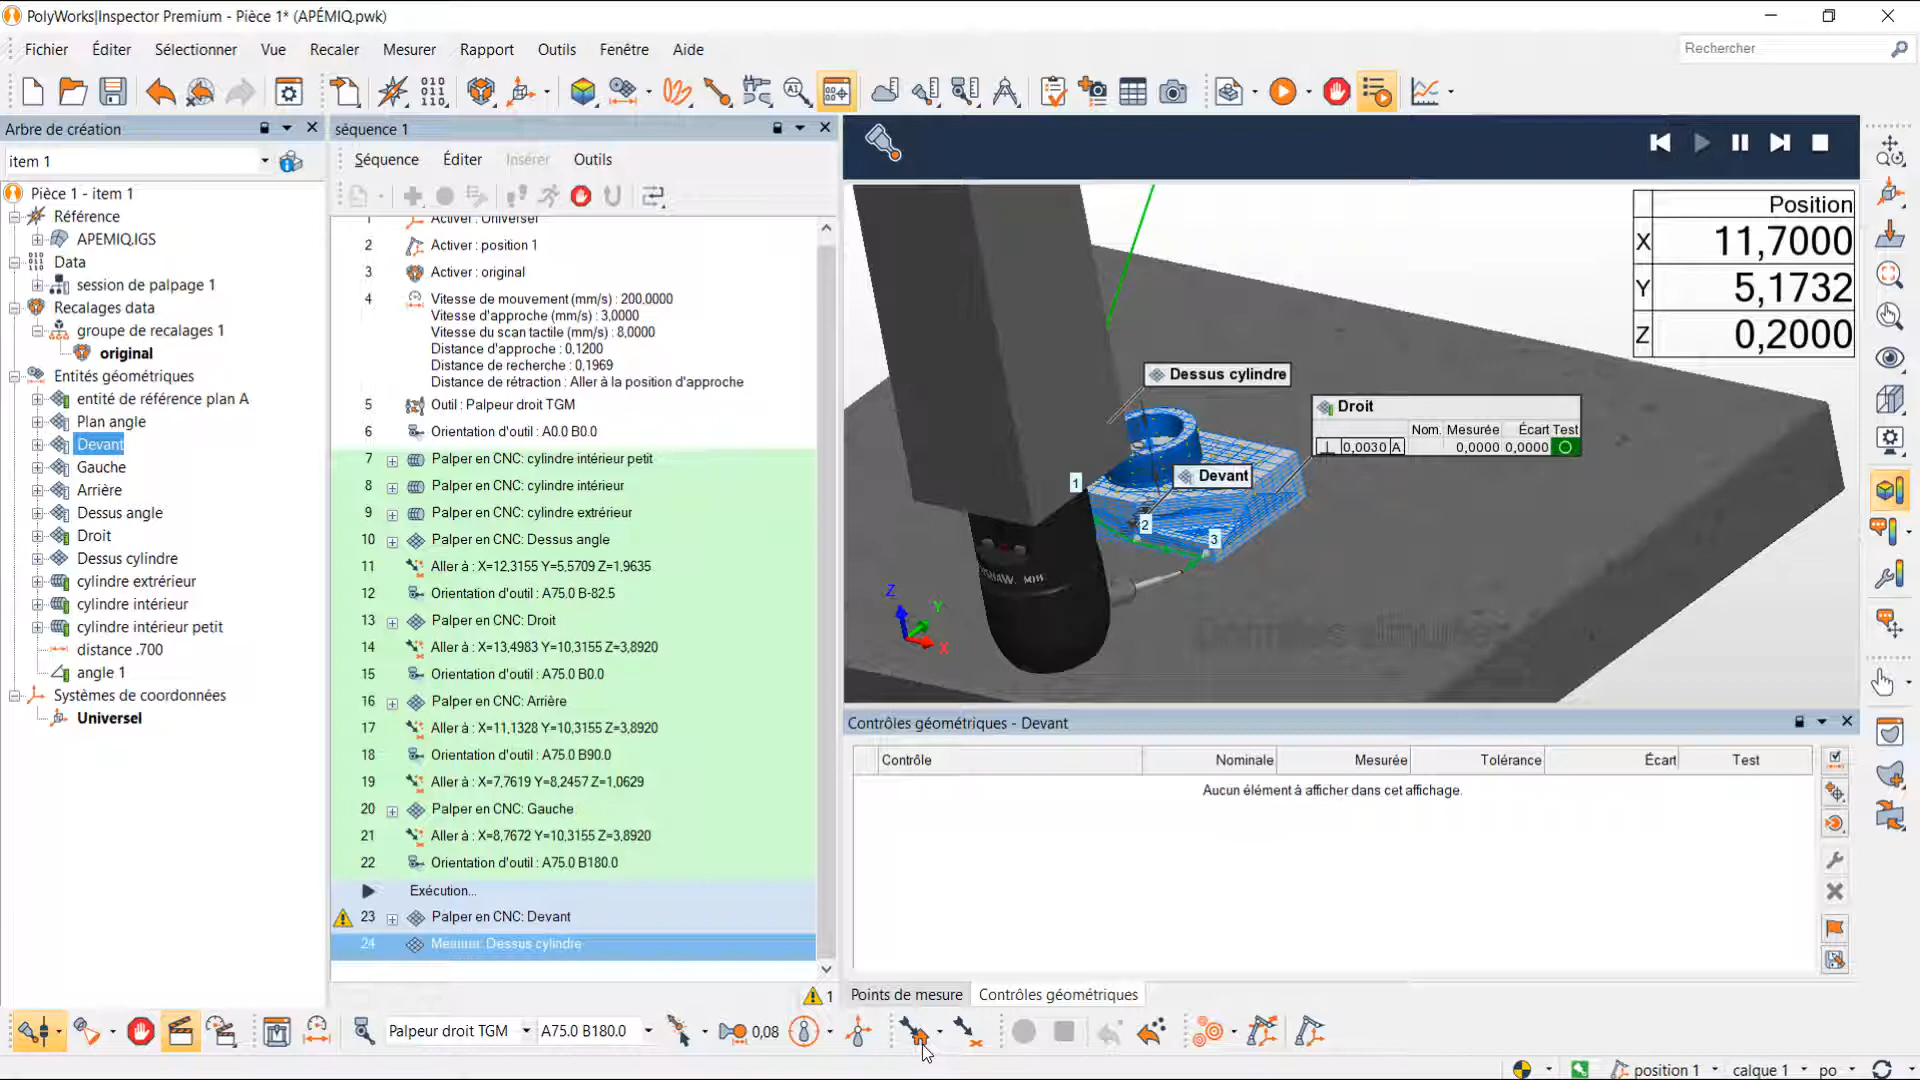 PolyWorks|Inspector Premium - Pièce 1* (APÉMIQ.pwk)
Fichier Éditer Sélectionner Vue Recaler Mesurer Rapport Outils Fenêtre Aide Rechercher
Arbre de création
item 1
Pièce 1 - item 1
Référence
APEMIQ.IGS
Data
session de palpage 1
Recalages data
groupe de recalages 1
original
Entités géométriques
entité de référence plan A
Plan angle
Devant
Gauche
Arrière
Dessus angle
Droit
Dessus cylindre
cylindre extérieur
cylindre intérieur
cylindre intérieur petit
distance .700
angle 1
Systèmes de coordonnées
Universel
séquence 1
Séquence Éditer Insérer Outils
1 Activer : Universel
2 Activer : position 1
3 Activer : original
4 Vitesse de mouvement (mm/s) : 200,0000
Vitesse d'approche (mm/s) : 3,0000
Vitesse du scan tactile (mm/s) : 8,0000
Distance d'approche : 0,1200
Distance de recherche : 0,1969
Distance de rétraction : Aller à la position d'approche
5 Outil : Palpeur droit TGM
6 Orientation d'outil : A0.0 B0.0
7 Palper en CNC: cylindre intérieur petit
8 Palper en CNC: cylindre intérieur
9 Palper en CNC: cylindre extérieur
10 Palper en CNC: Dessus angle
11 Aller à : X=12,3155 Y=5,5709 Z=1,9635
12 Orientation d'outil : A75.0 B-82.5
13 Palper en CNC: Droit
14 Aller à : X=13,4983 Y=10,3155 Z=3,8920
15 Orientation d'outil : A75.0 B0.0
16 Palper en CNC: Arrière
17 Aller à : X=11,1328 Y=10,3155 Z=3,8920
18 Orientation d'outil : A75.0 B90.0
19 Aller à : X=7,7619 Y=8,2457 Z=1,0629
20 Palper en CNC: Gauche
21 Aller à : X=8,7672 Y=10,3155 Z=3,8920
22 Orientation d'outil : A75.0 B180.0
Exécution...
23 Palper en CNC: Devant
24 Mesurer: Dessus cylindre
1
Position
X 11,7000
Y 5,1732
Z 0,2000
Dessus cylindre
Droit
Nom. Mesurée Écart Test
0,0030 A 0,0000 0,0000
Devant
1
2
3
Z
Y
X
Contrôles géométriques - Devant
Contrôle Nominale Mesurée Tolérance Écart Test
Aucun élément à afficher dans cet affichage.
Points de mesure Contrôles géométriques
Palpeur droit TGM A75.0 B180.0 0,08
position 1 calque 1 po